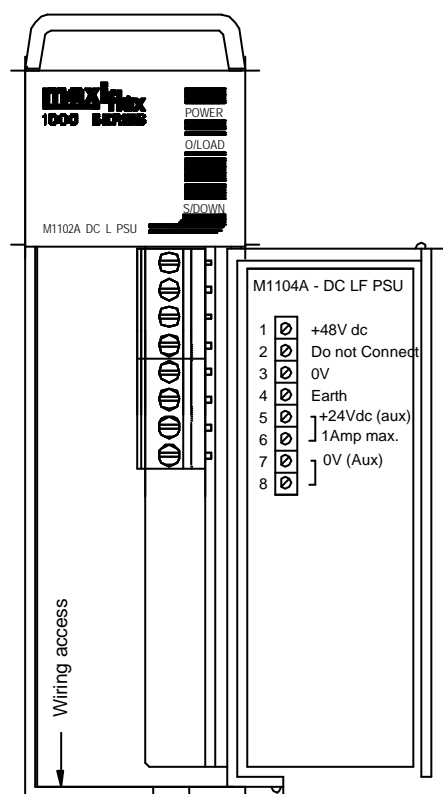 maxiflex
1000 SERIES
POWER
O/LOAD
S/DOWN
M1102A DC L PSU
M1104A - DC LF PSU
1 +48V dc
2 Do not Connect
3 0V
4 Earth
5 +24Vdc (aux)
6 1Amp max.
7 0V (Aux)
8
Wiring access